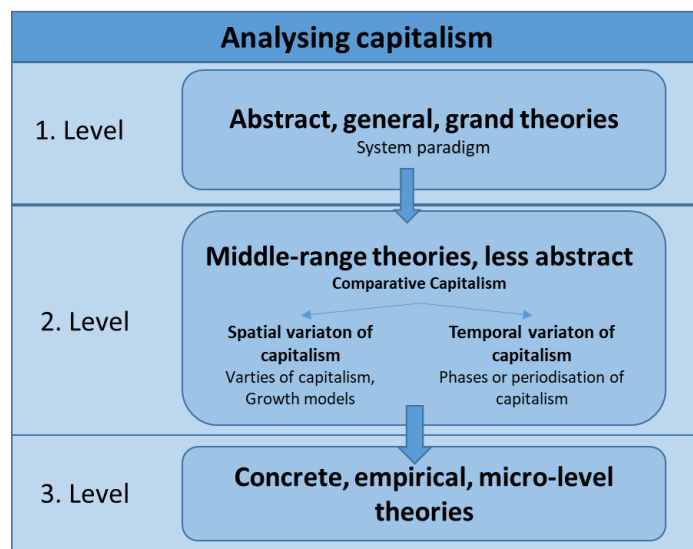 Analysing capitalism
1. Level
Abstract, general, grand theories
System paradigm
2. Level
Middle-range theories, less abstract
Comparative Capitalism
Spatial variaton of
capitalism
Varties of capitalism,
Growth models
Temporal variaton of
capitalism
Phases or periodisation of
capitalism
3. Level
Concrete, empirical, micro-level
theories